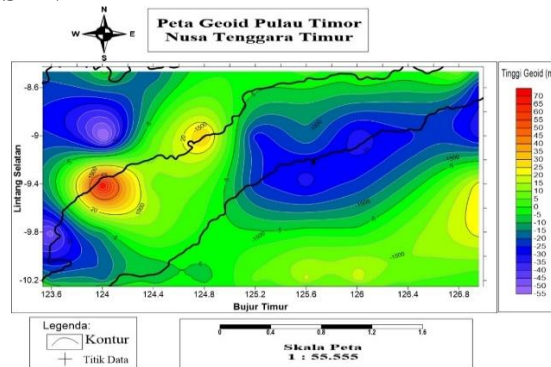 N
W E
S
Peta Geoid Pulau Timor
Nusa Tenggara Timur
Tinggi Geoid (m
70
65
60
55
50
45
40
35
30
25
20
15
10
5
0
-5
-10
-15
-20
-25
-30
-35
-40
-45
-50
-55
Lintang Selatan
-8.6
-9
-9.4
-9.8
-10.2
123.6 124 124.4 124.8 125.2 125.6 126 126.4 126.8
Bujur Timur
Legenda:
Kontur
Titik Data
0 0.4 0.8 1.2 1.6
Skala Peta
1 : 55.555